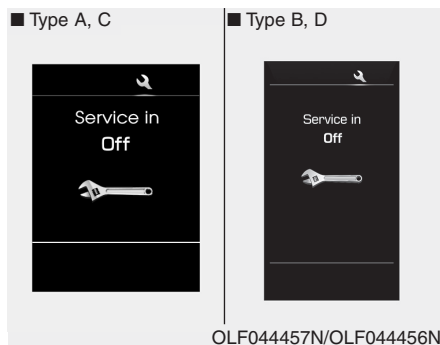 ■ Type A, C
■ Type B, D
Service in
Off
Service in
Off
OLF044457N/OLF044456N